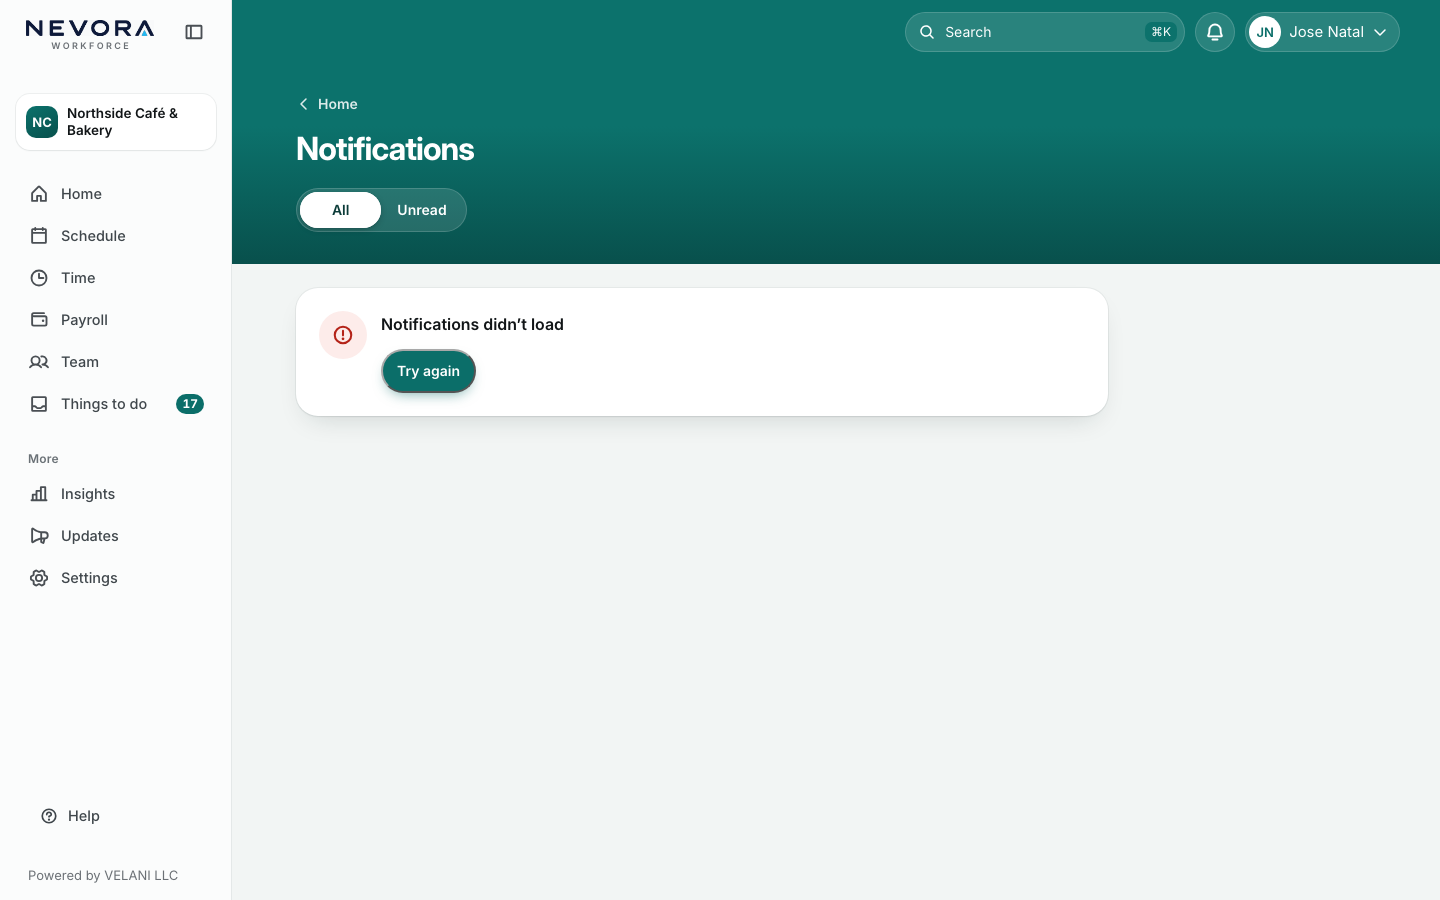 NEVORA
WORKFORCE
Search
⌘K
JN
Jose Natal
NC
Northside Café &
Bakery
Home
Schedule
Time
Payroll
Team
Things to do
17
More
Insights
Updates
Settings
Help
Powered by VELANI LLC
Home
Notifications
All
Unread
Notifications didn’t load
Try again